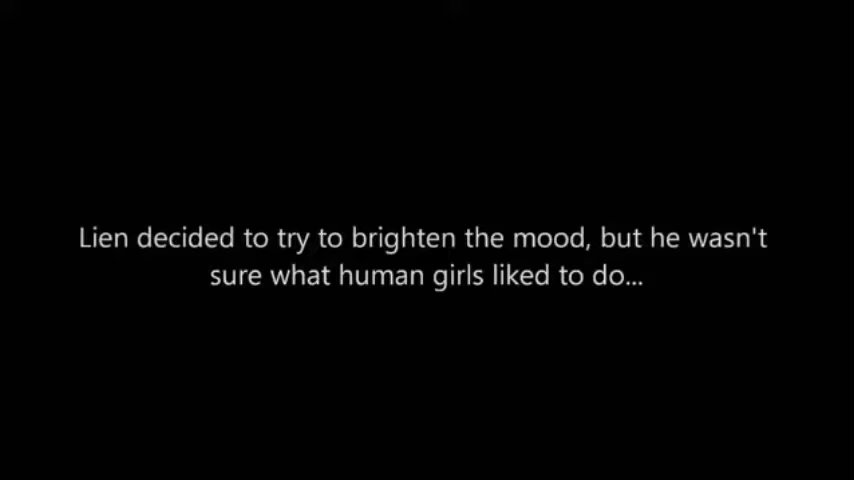 Lien decided to try to brighten the mood, but he wasn't
sure what human girls liked to do...